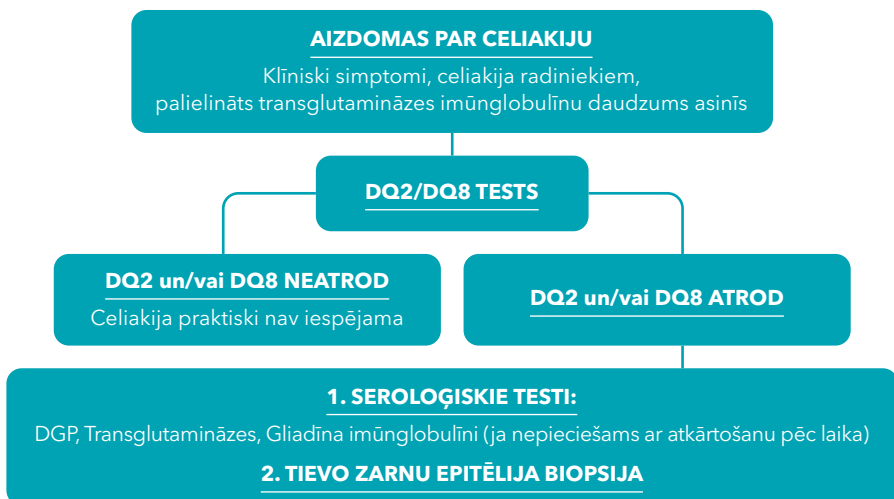 AIZDOMAS PAR CELIAKIJU
Klīniski simptomi, celiakija radiniekiem,
palielināts transglutamināzes imūnglobulīnu daudzums asinīs
DQ2/DQ8 TESTS
DQ2 un/vai DQ8 NEATROD
Celiakija praktiski nav iespējama
DQ2 un/vai DQ8 ATROD
1. SEROLOĢISKIE TESTI:
DGP, Transglutamināzes, Gliadīna imūnglobulīni (ja nepieciešams ar atkārtošanu pēc laika)
2. TIEVO ZARNU EPITĒLIJA BIOPSIJA